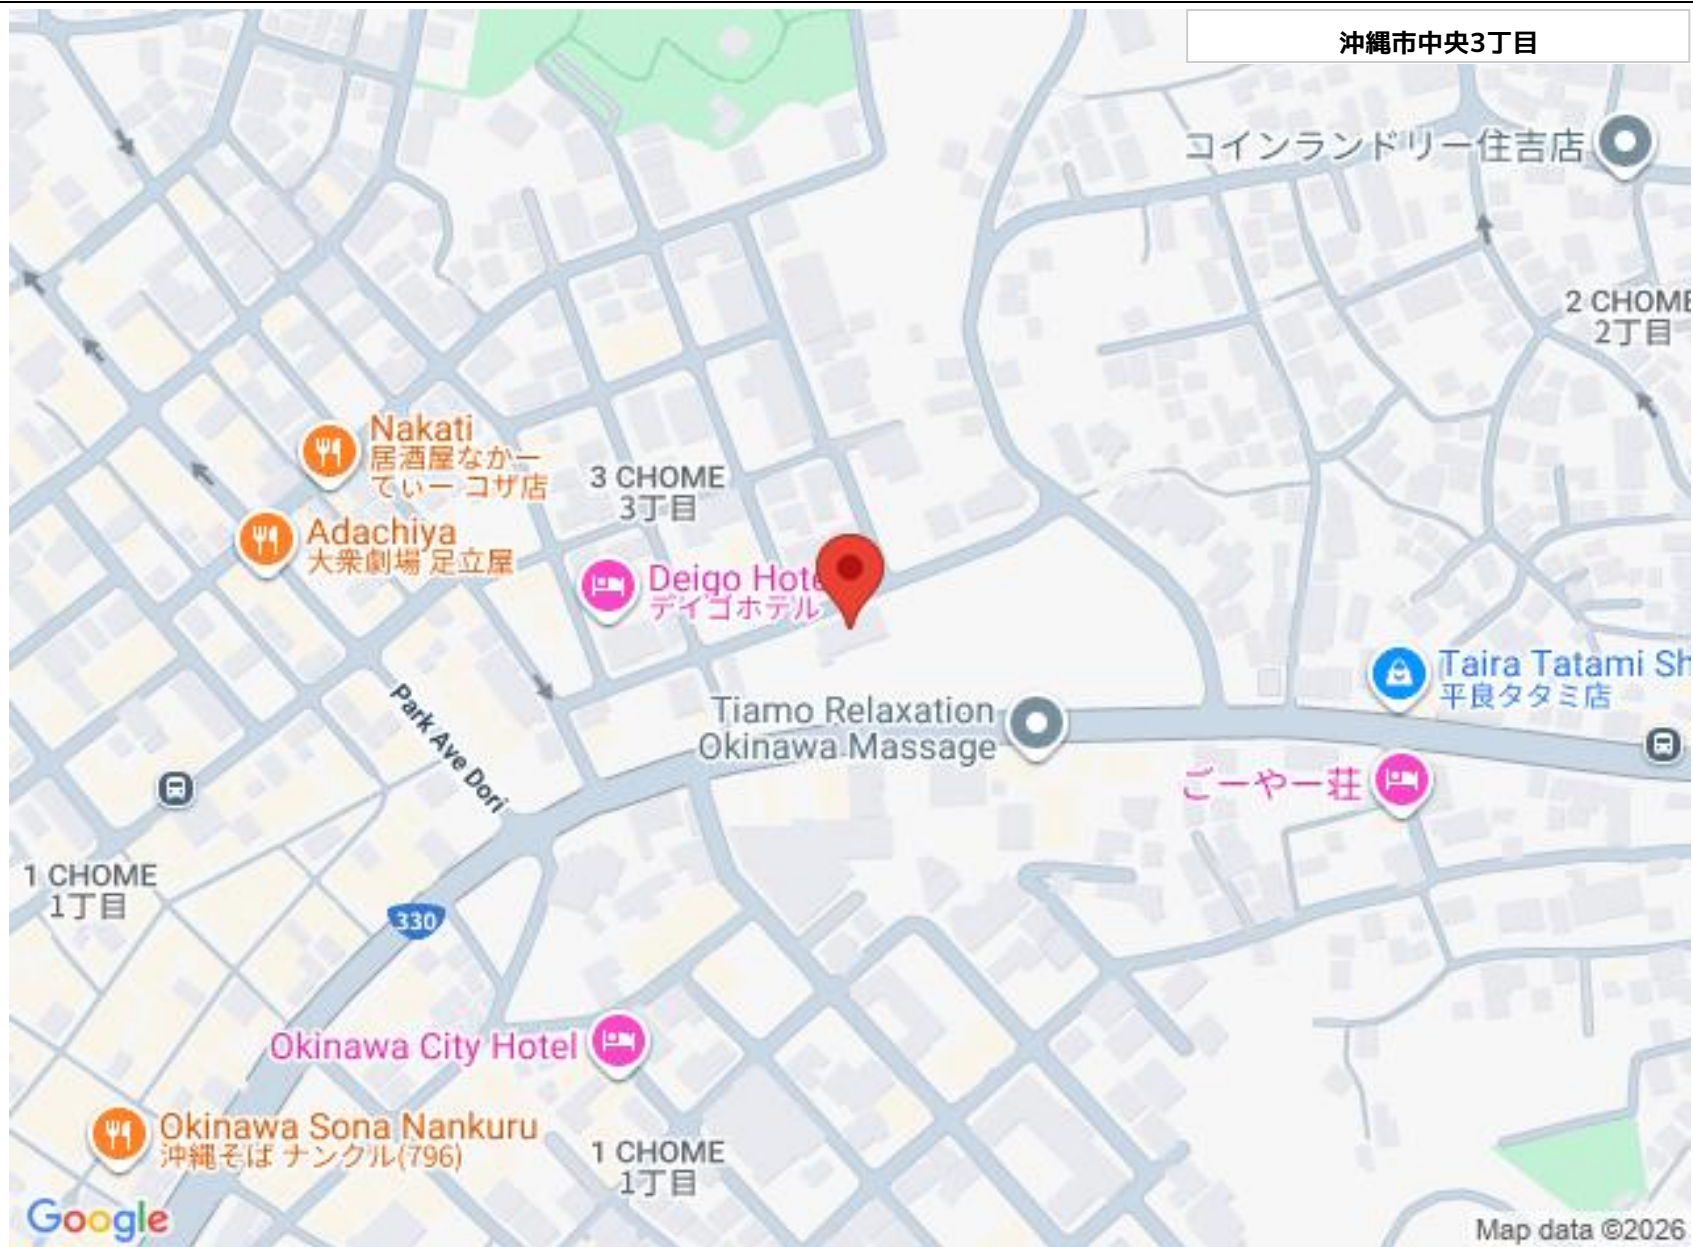 沖縄市中央3丁目
コインランドリー住吉店
2 CHOME
2丁目
Nakati
居酒屋なかー
てぃー コザ店
3 CHOME
3丁目
Adachiya
大衆劇場 足立屋
Deigo Hote
デイゴホテル
Taira Tatami Sh
平良タタミ店
Park Ave Dori
Tiamo Relaxation
Okinawa Massage
ごーやー荘
1 CHOME
1丁目
330
Okinawa City Hotel
Okinawa Sona Nankuru
沖縄そば ナンクル(796)
1 CHOME
1丁目
Google
Map data ©2026